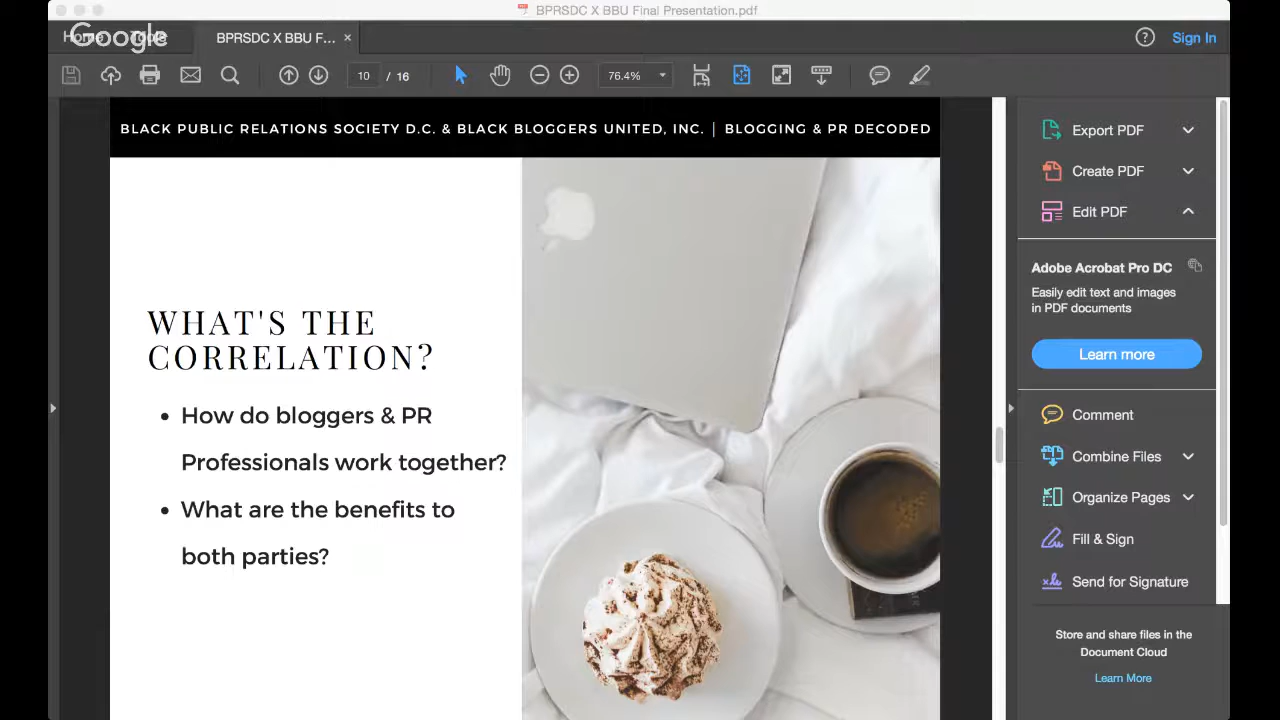 BPRSDC X BBU Final Presentation.pdf
Google
BPRSDC X BBU F... ×
? Sign In
10 / 16
76.4%
BLACK PUBLIC RELATIONS SOCIETY D.C. & BLACK BLOGGERS UNITED, INC. | BLOGGING & PR DECODED
WHAT'S THE
CORRELATION?
• How do bloggers & PR
Professionals work together?
• What are the benefits to
both parties?
Export PDF
Create PDF
Edit PDF
Adobe Acrobat Pro DC
Easily edit text and images
in PDF documents
Learn more
Comment
Combine Files
Organize Pages
Fill & Sign
Send for Signature
Store and share files in the
Document Cloud
Learn More